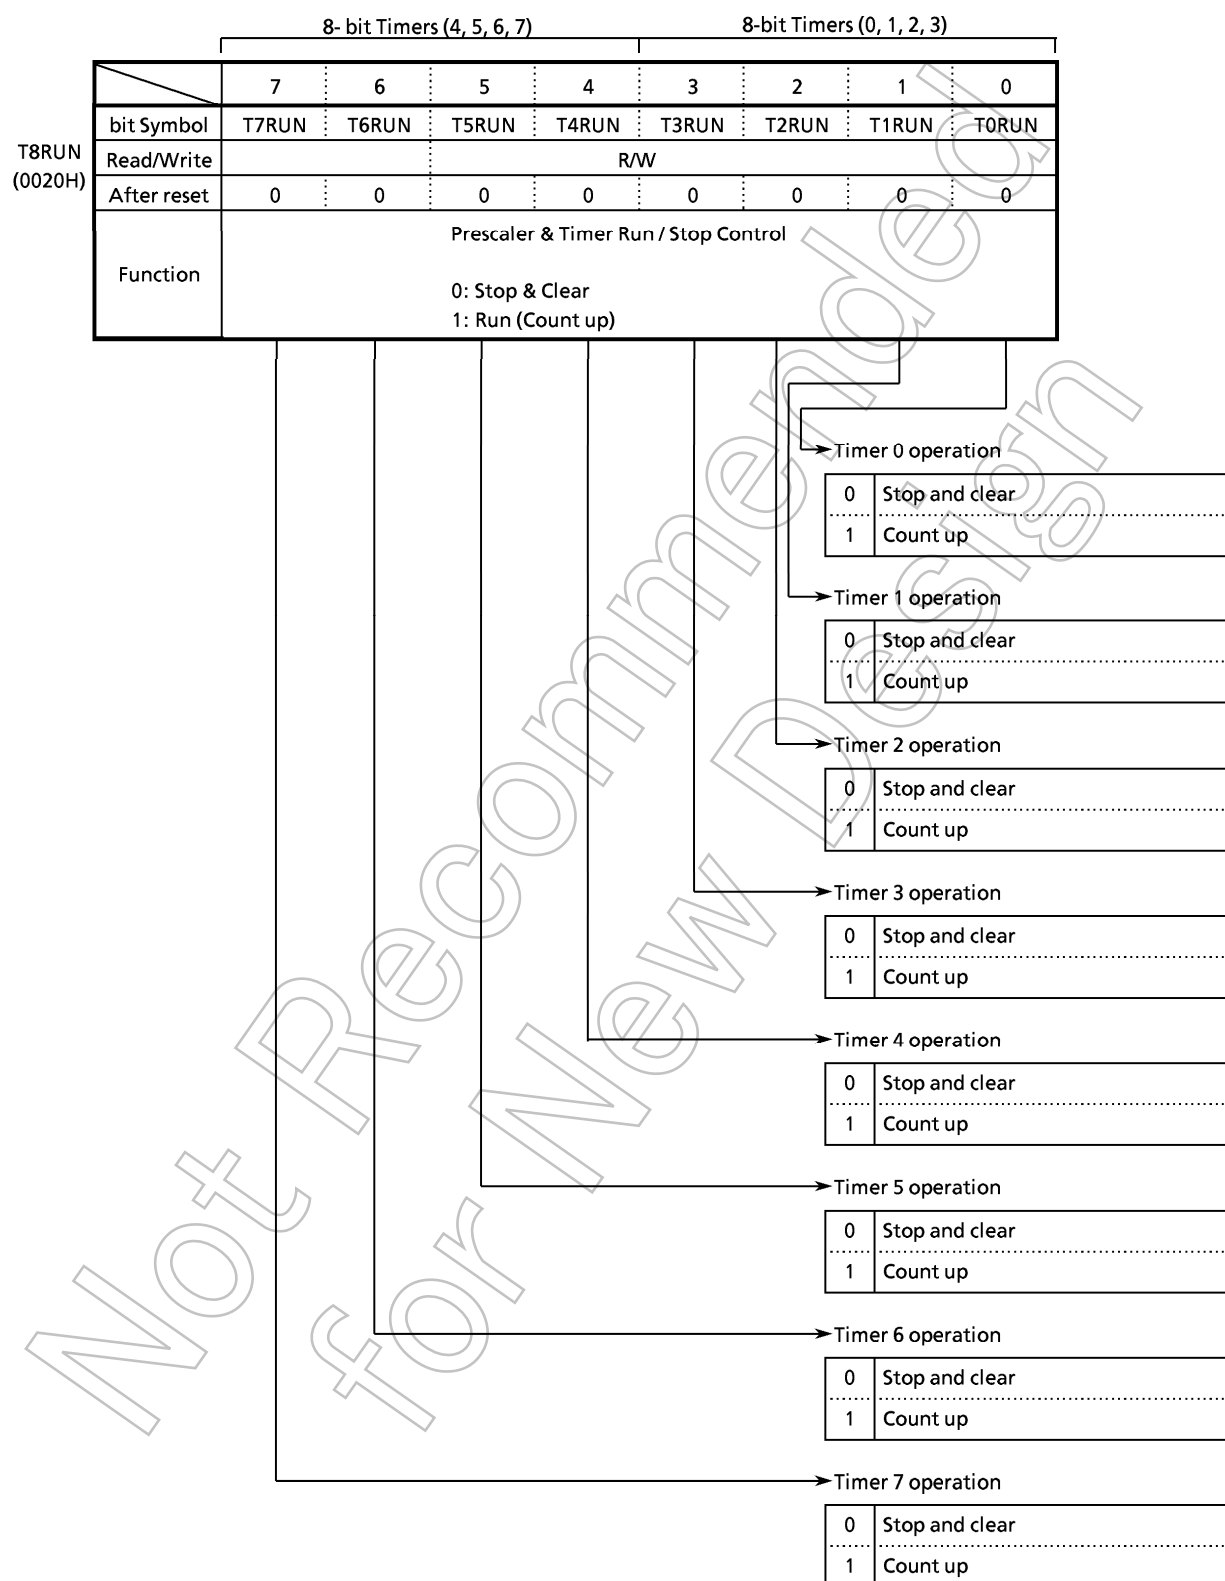 8- bit Timers (4, 5, 6, 7) 8-bit Timers (0, 1, 2, 3)
7 6 5 4 3 2 1 0
bit Symbol T7RUN T6RUN T5RUN T4RUN T3RUN T2RUN T1RUN T0RUN
T8RUN
(0020H)
Read/Write R/W
After reset 0 0 0 0 0 0 0 0
Function
Prescaler & Timer Run / Stop Control
0: Stop & Clear
1: Run (Count up)
Timer 0 operation
0 Stop and clear
1 Count up
Timer 1 operation
0 Stop and clear
1 Count up
Timer 2 operation
0 Stop and clear
1 Count up
Timer 3 operation
0 Stop and clear
1 Count up
Timer 4 operation
0 Stop and clear
1 Count up
Timer 5 operation
0 Stop and clear
1 Count up
Timer 6 operation
0 Stop and clear
1 Count up
Timer 7 operation
0 Stop and clear
1 Count up
Not Recommended
for New Design